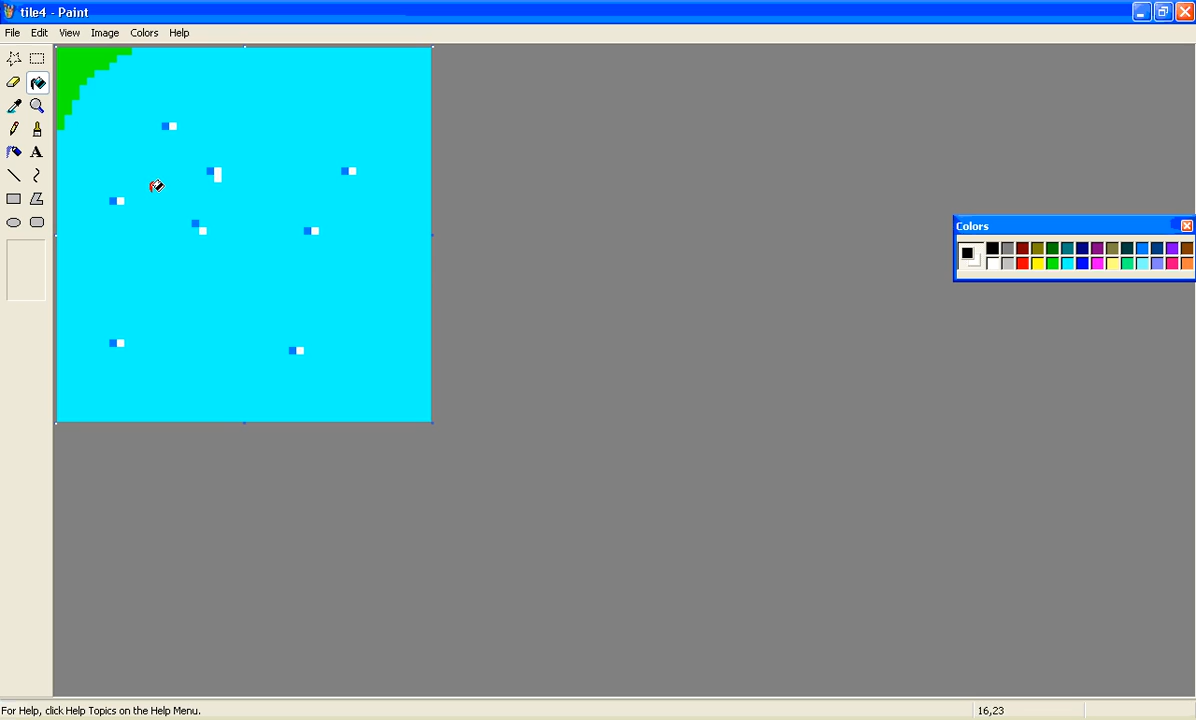 tile4 - Paint
File Edit View Image Colors Help
A
Colors
For Help, click Help Topics on the Help Menu.
16,23